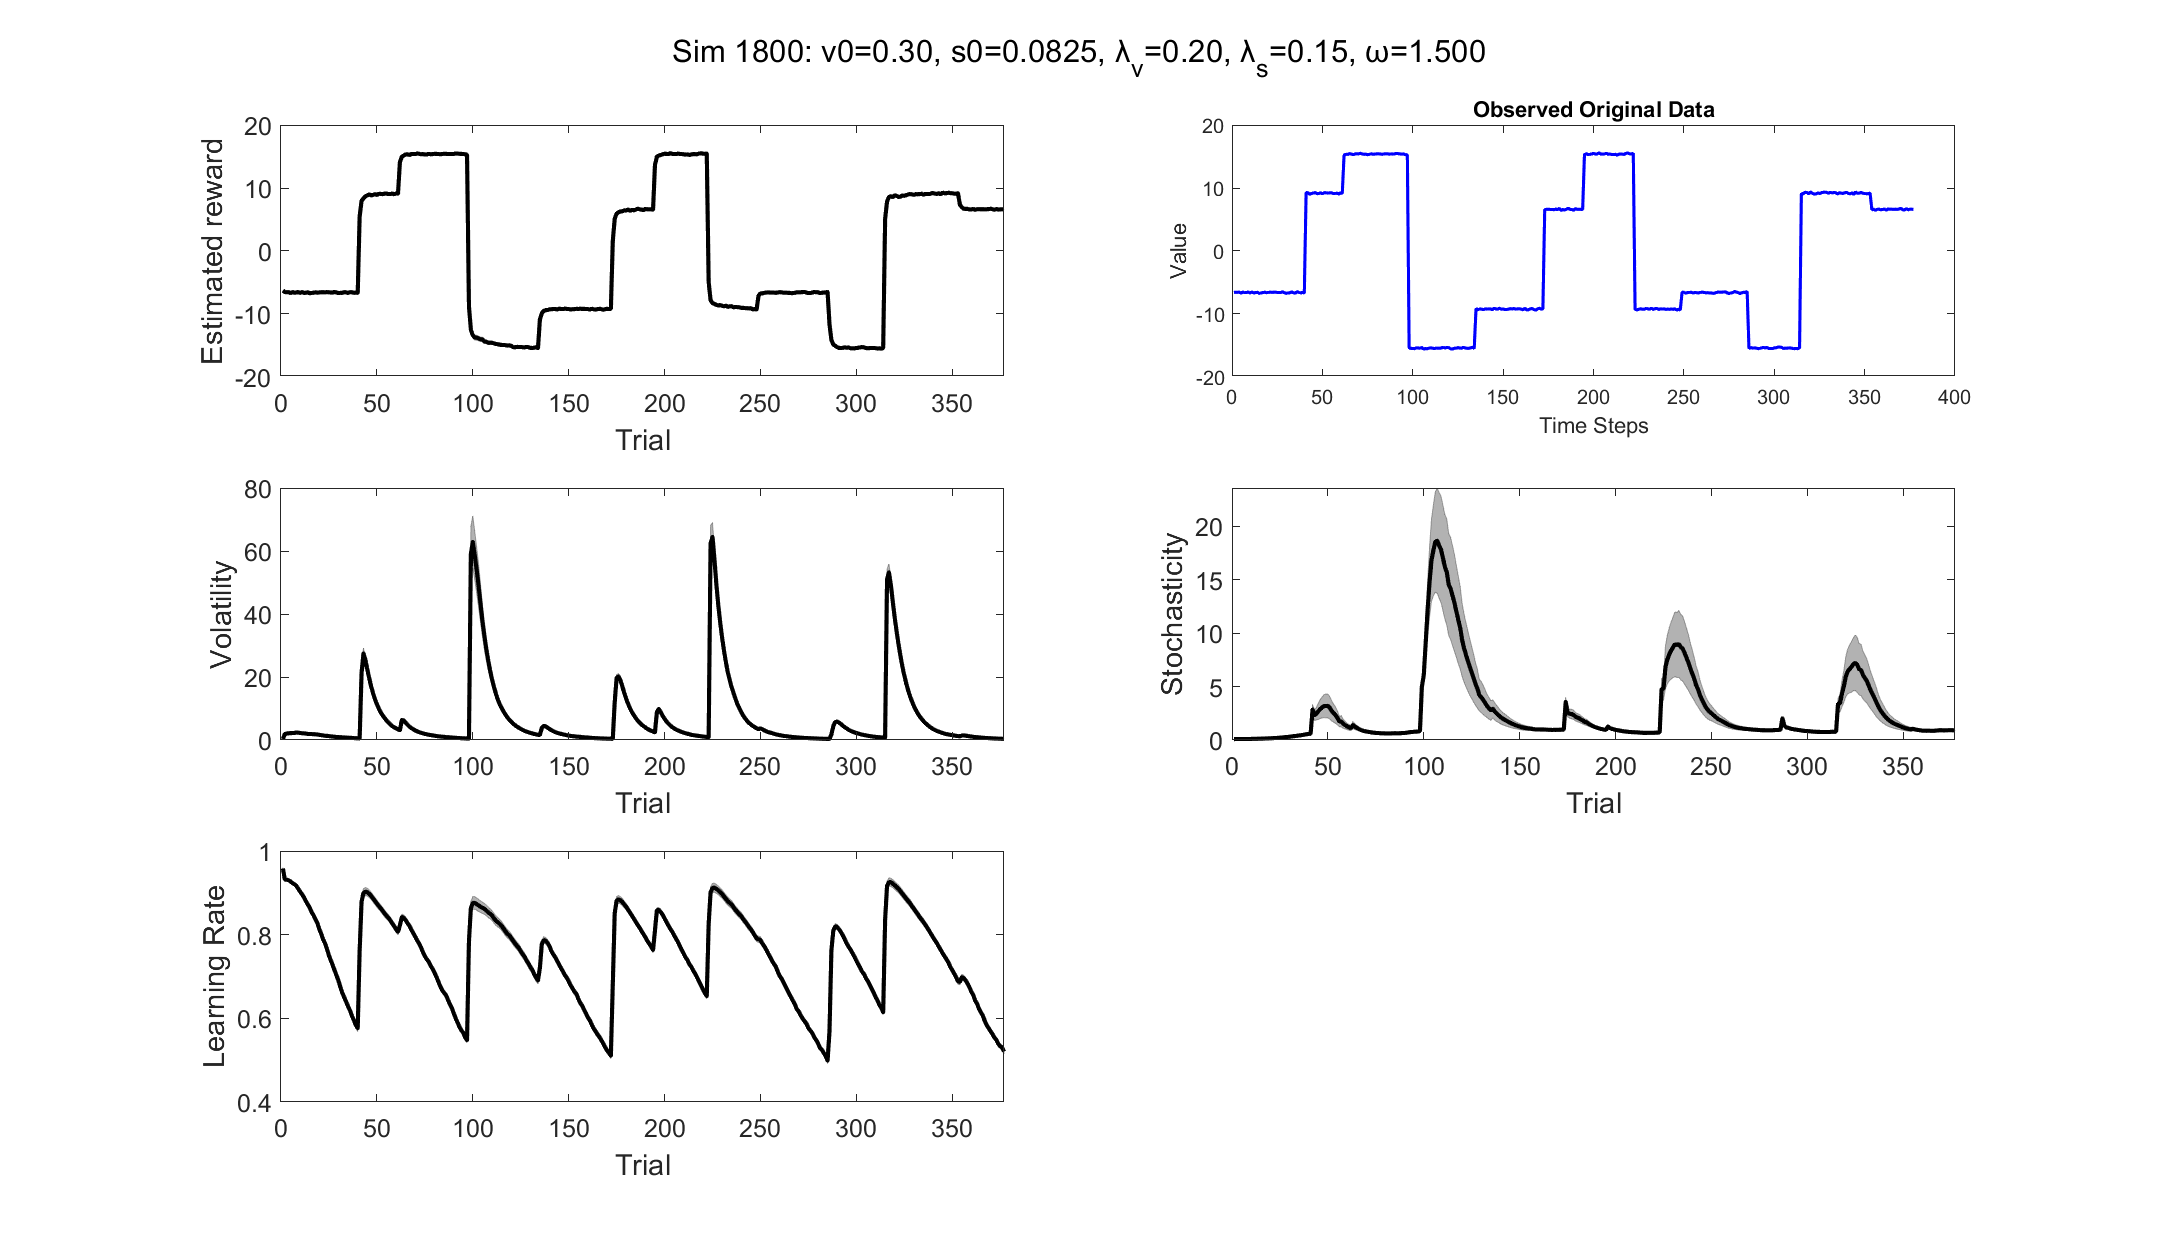 Sim 1800: v0=0.30, s0=0.0825, λv=0.20, λs=0.15, ω=1.500
Estimated reward
20
10
0
-10
-20
0 50 100 150 200 250 300 350
Trial
Observed Original Data
Value
20
10
0
-10
-20
0 50 100 150 200 250 300 350 400
Time Steps
Volatility
80
60
40
20
0
0 50 100 150 200 250 300 350
Trial
Stochasticity
20
15
10
5
0
0 50 100 150 200 250 300 350
Trial
Learning Rate
1
0.8
0.6
0.4
0 50 100 150 200 250 300 350
Trial